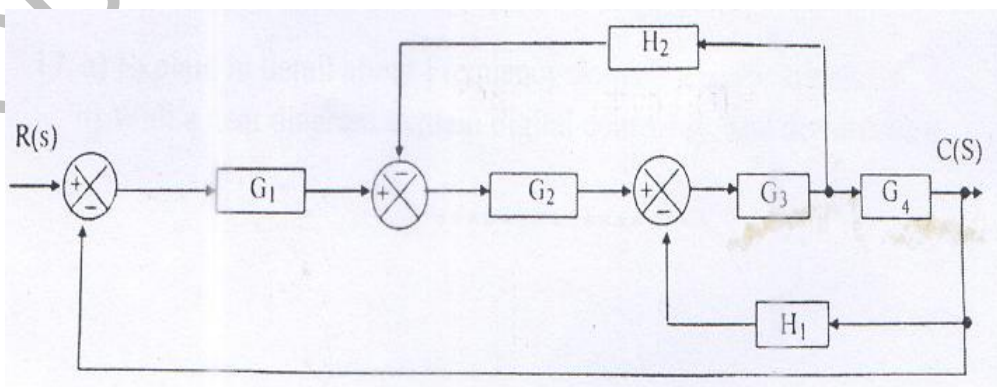 H₂
R(s)
C(S)
+
−
G₁
−
+
G₂
+
−
G₃
G₄
H₁